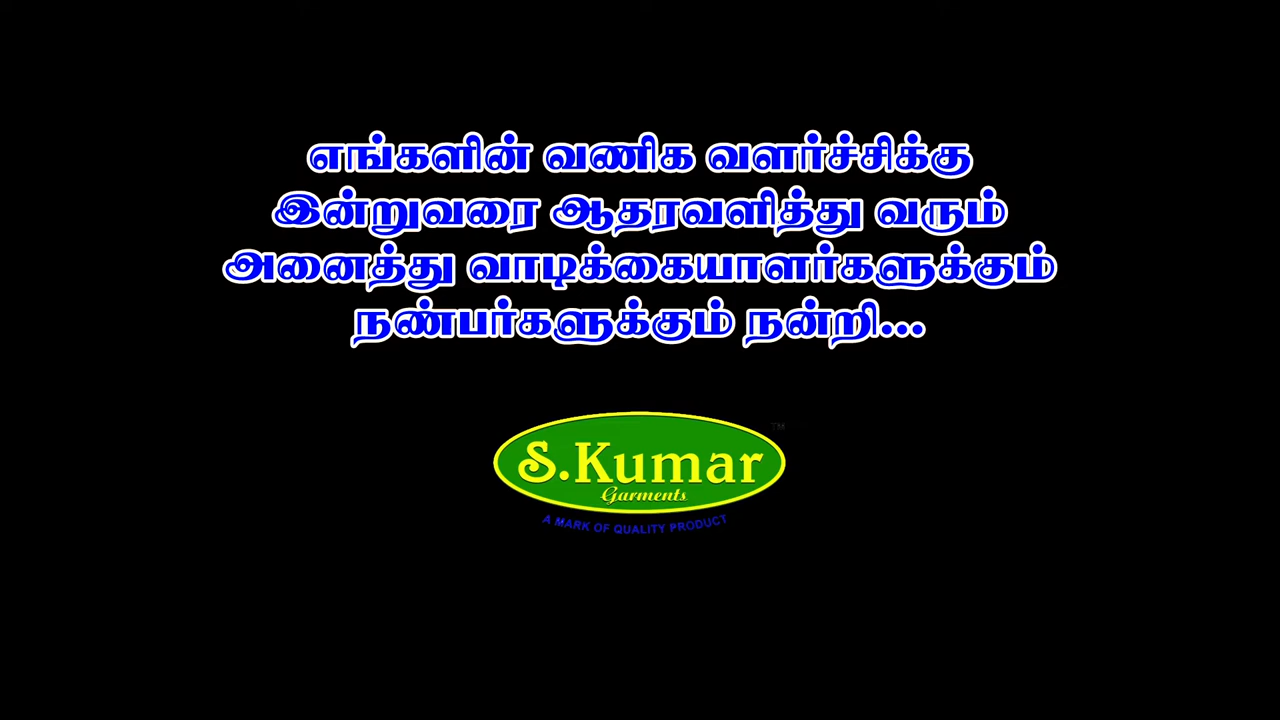 எங்களின் வணிக வளர்ச்சிக்கு
இன்றுவரை ஆதரவளித்து வரும்
அனைத்து வாடிக்கையாளர்களுக்கும்
நண்பர்களுக்கும் நன்றி...
TM
S.Kumar
Garments
A MARK OF QUALITY PRODUCT